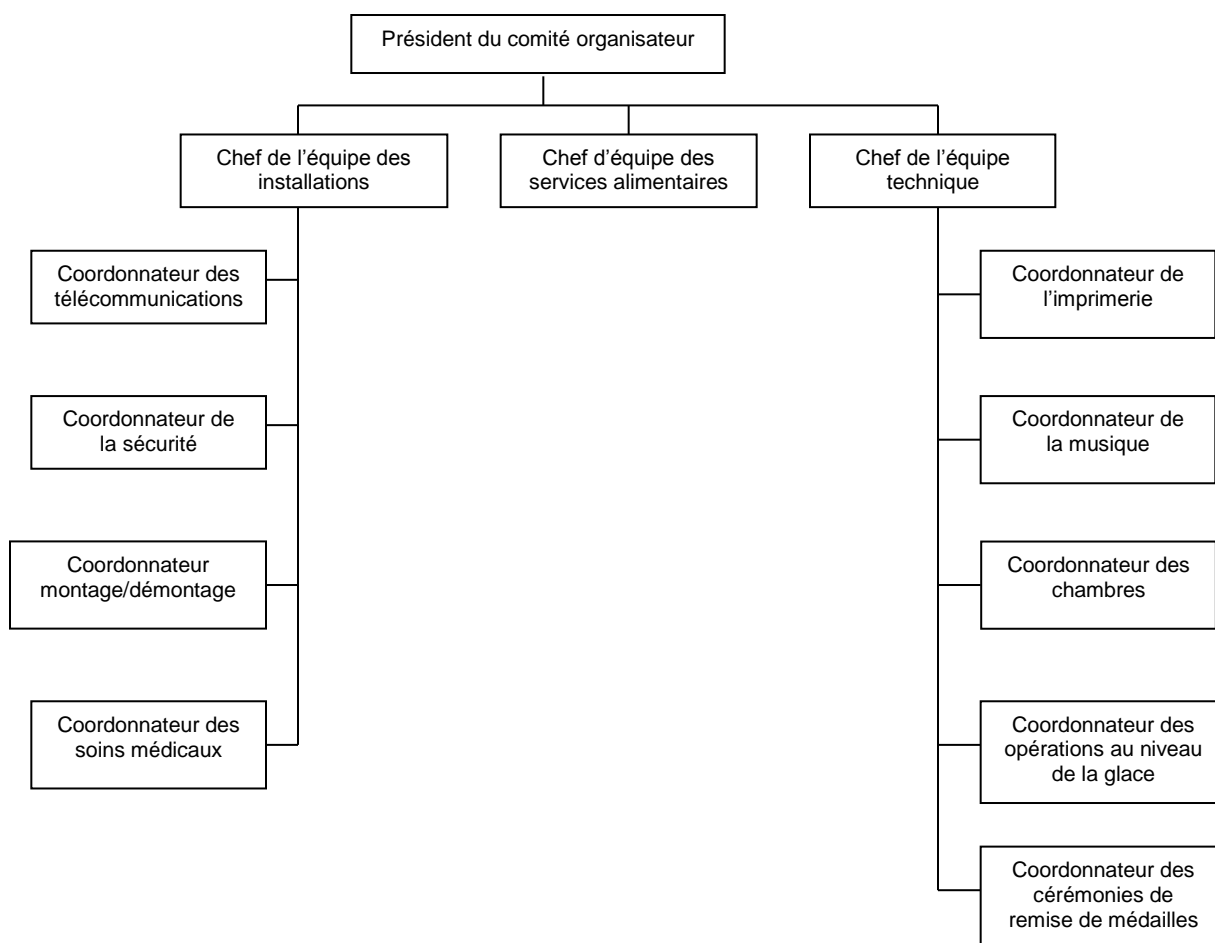 Président du comité organisateur
Chef de l’équipe des
installations
Chef d’équipe des
services alimentaires
Chef de l’équipe
technique
Coordonnateur des
télécommunications
Coordonnateur de
la sécurité
Coordonnateur
montage/démontage
Coordonnateur des
soins médicaux
Coordonnateur de
l’imprimerie
Coordonnateur de
la musique
Coordonnateur des
chambres
Coordonnateur des
opérations au niveau
de la glace
Coordonnateur des
cérémonies de
remise de médailles